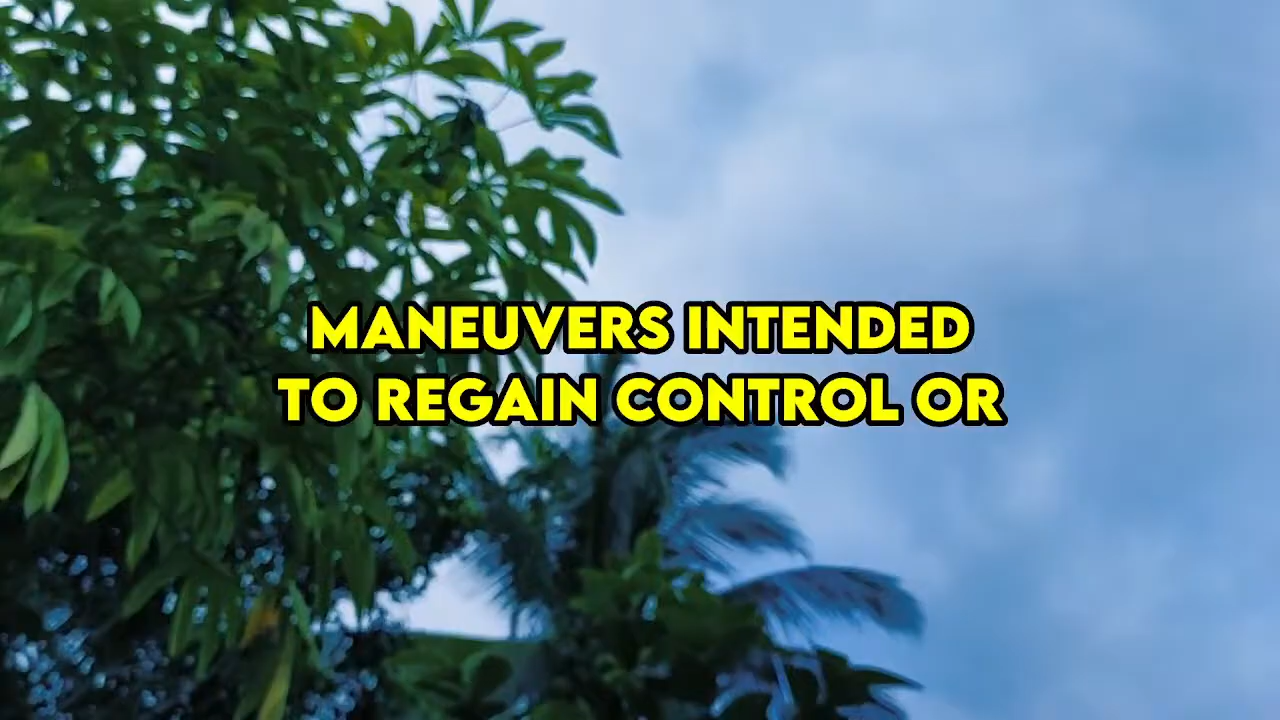 MANEUVERS INTENDED
TO REGAIN CONTROL OR